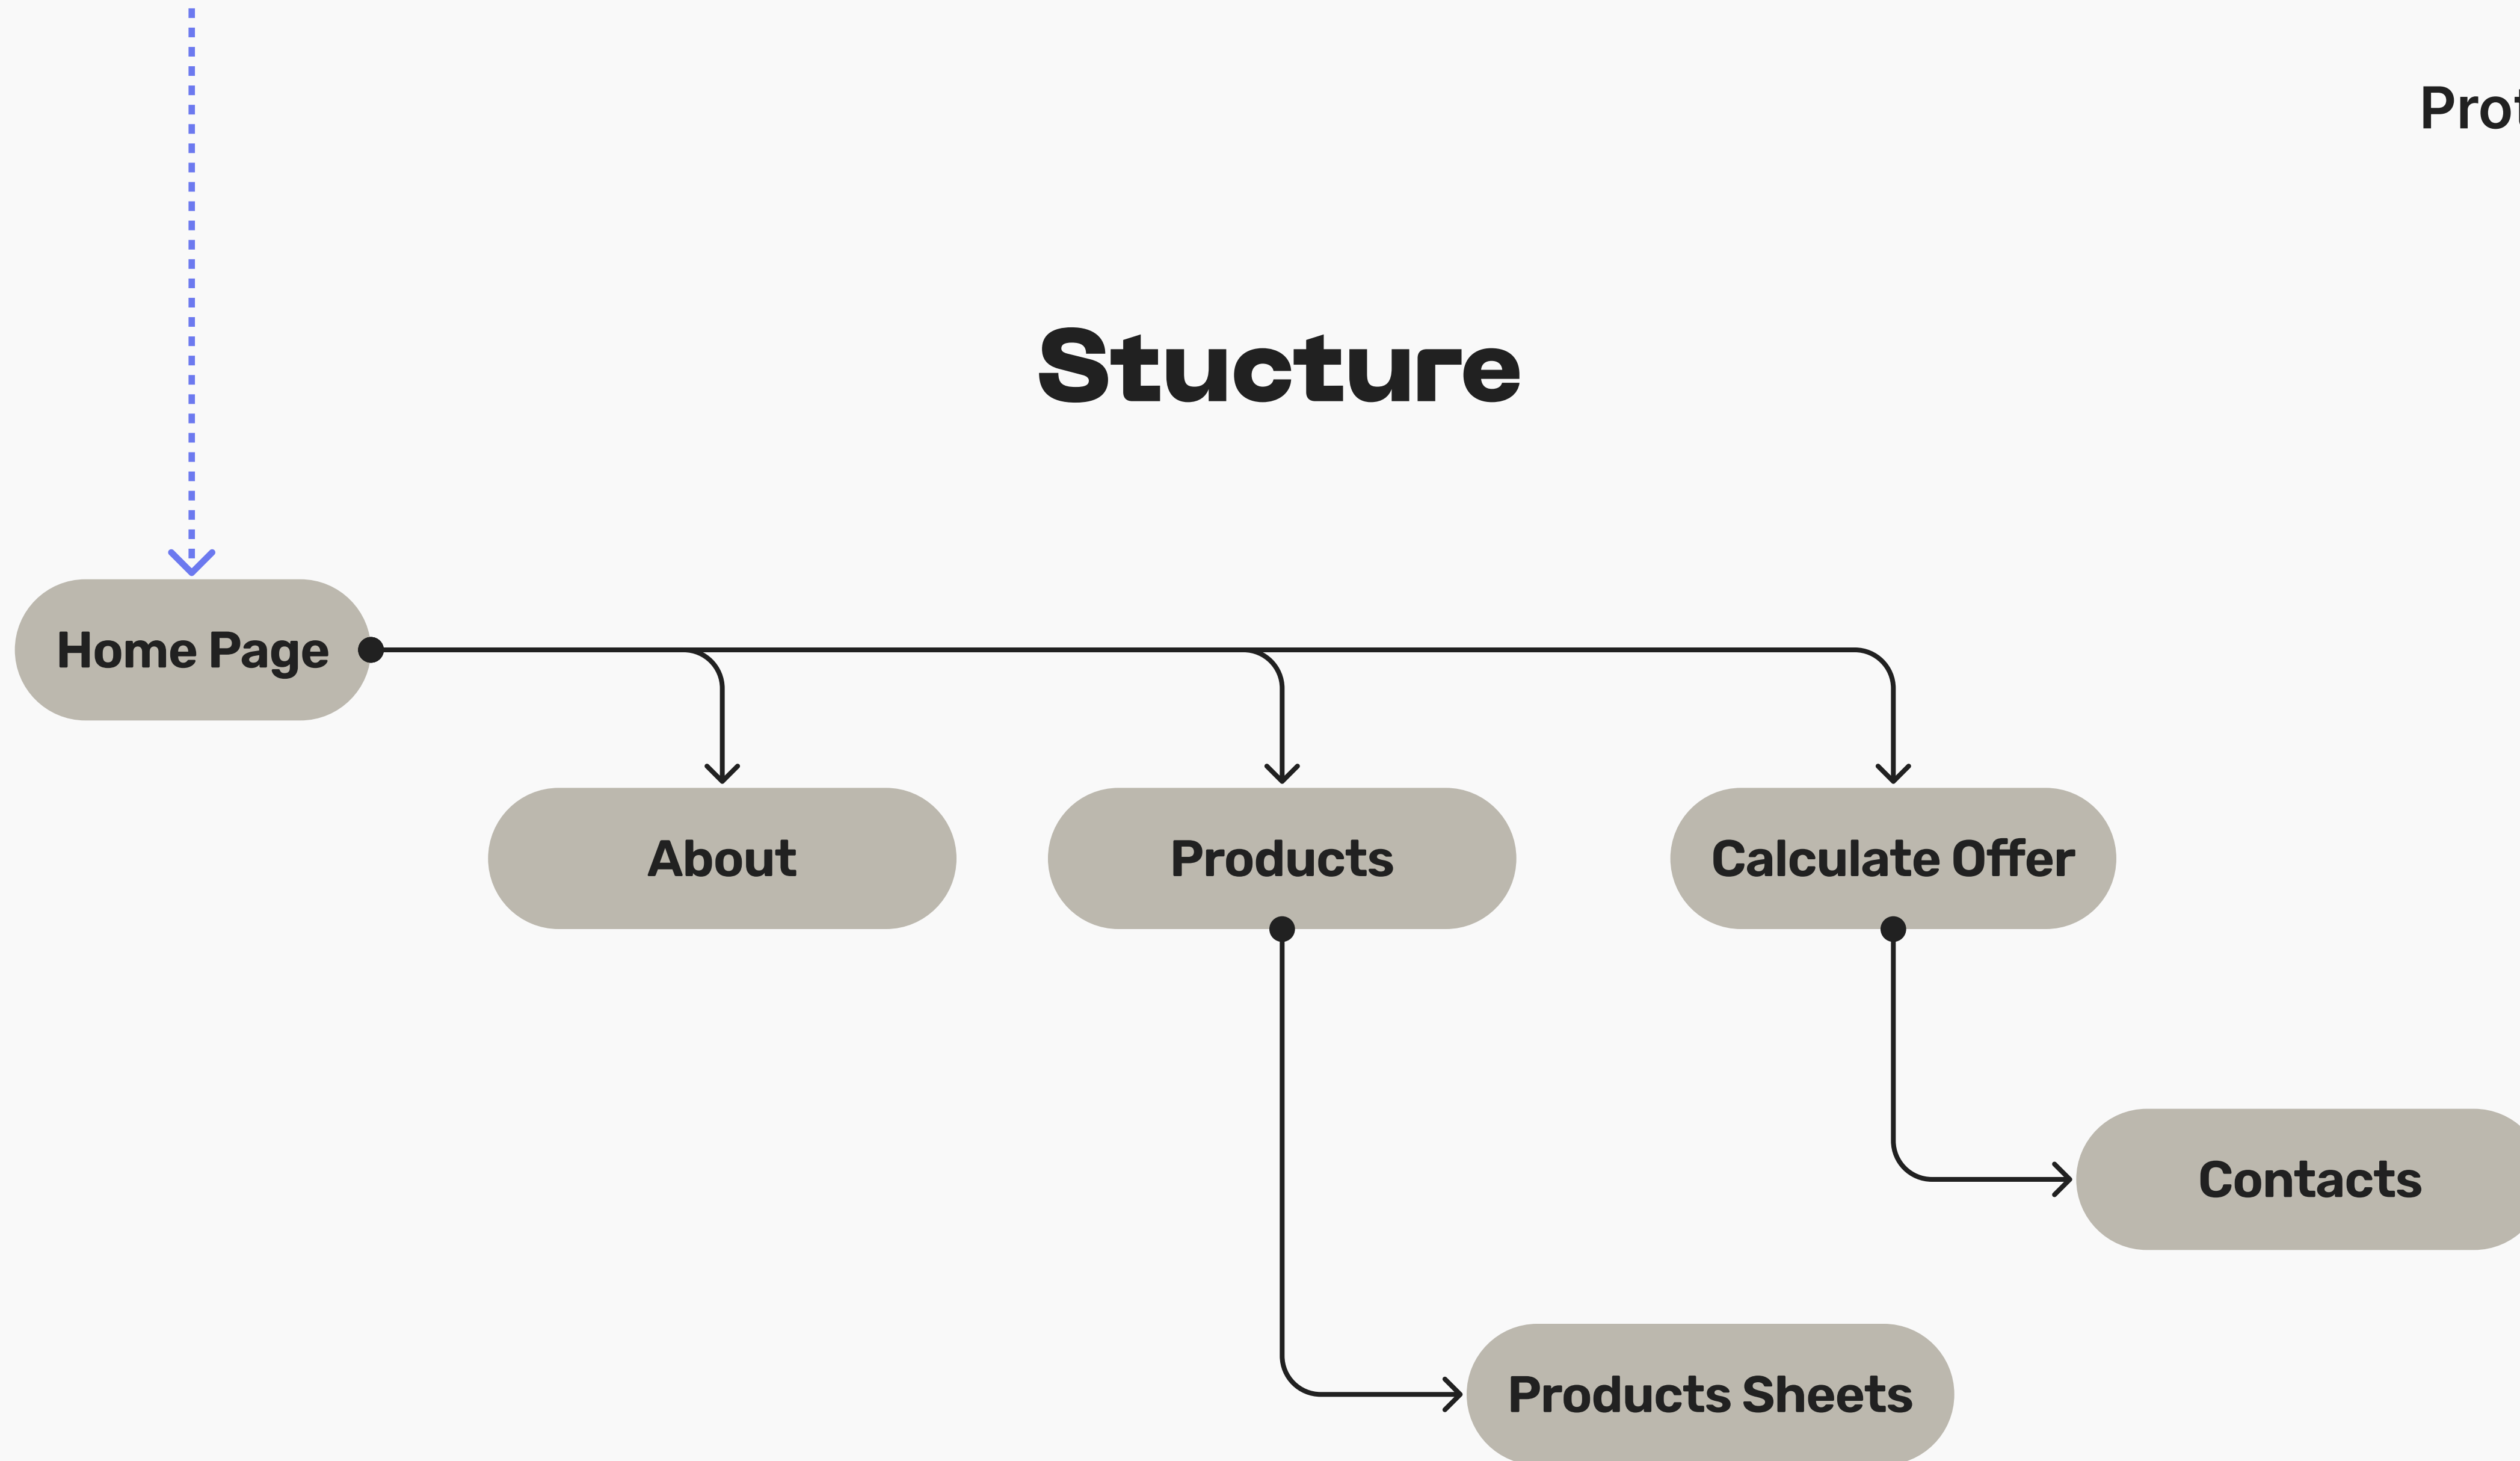 Stucture
Home Page
About
Products
Calculate Offer
Contacts
Products Sheets